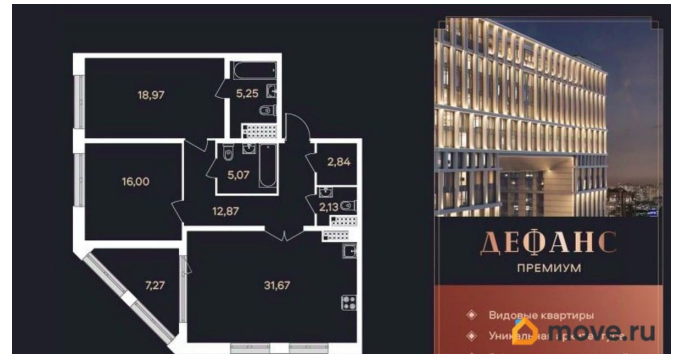 18,97
5,25
16,00
5,07
2,84
12,87
2,13
7,27
31,67
ДЕФАНС
ПРЕМИУМ
Видовые квартиры
move.ru